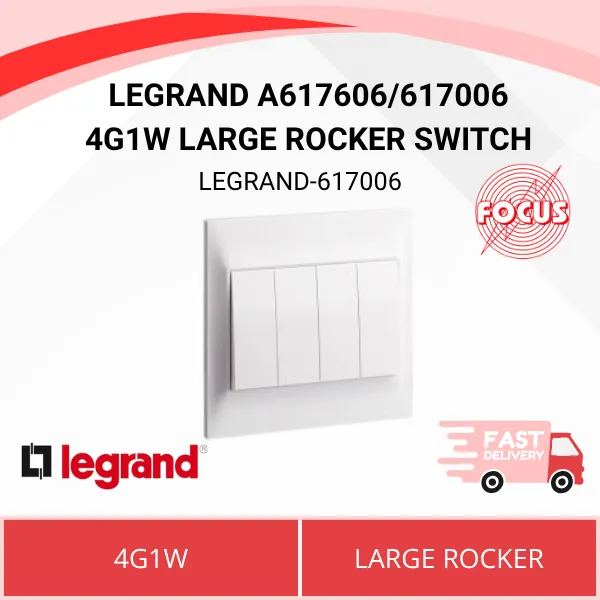 LEGRAND A617606/617006
4G1W LARGE ROCKER SWITCH
LEGRAND-617006
FOCUS
legrand®
FAST
DELIVERY
4G1W
LARGE ROCKER